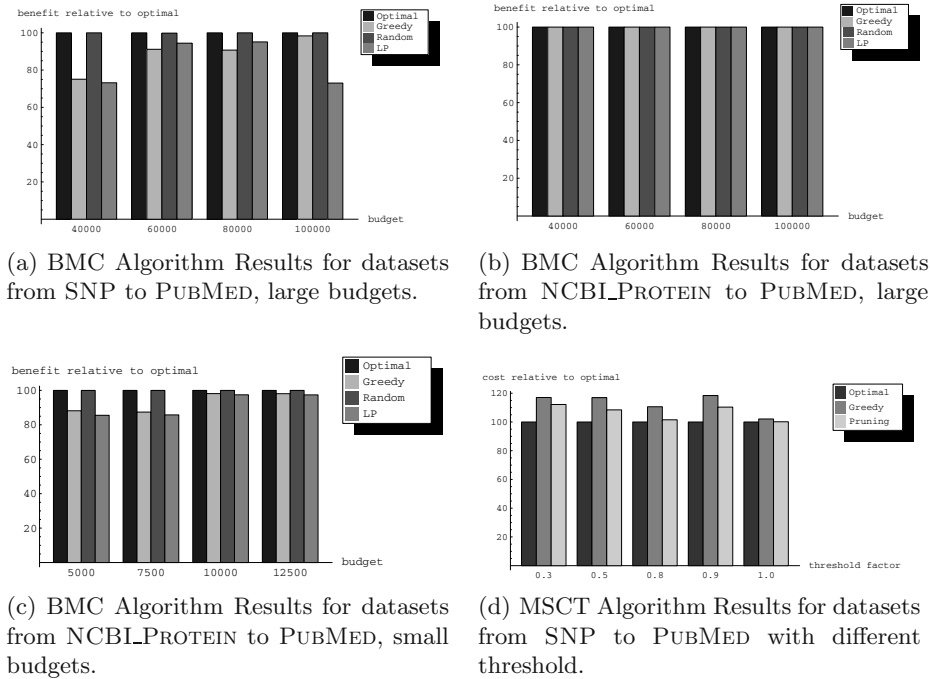 benefit relative to optimal
Optimal
Greedy
Random
LP
100
80
60
40
20
40000 60000 80000 100000
budget
(a) BMC Algorithm Results for datasets
from SNP to PUBMED, large budgets.
benefit relative to optimal
Optimal
Greedy
Random
LP
100
80
60
40
20
40000 60000 80000 100000
budget
(b) BMC Algorithm Results for datasets
from NCBI_PROTEIN to PUBMED, large
budgets.
benefit relative to optimal
Optimal
Greedy
Random
LP
100
80
60
40
20
5000 7500 10000 12500
budget
(c) BMC Algorithm Results for datasets
from NCBI_PROTEIN to PUBMED, small
budgets.
cost relative to optimal
Optimal
Greedy
Pruning
120
100
80
60
40
20
0.3 0.5 0.8 0.9 1.0
threshold factor
(d) MSCT Algorithm Results for datasets
from SNP to PUBMED with different
threshold.